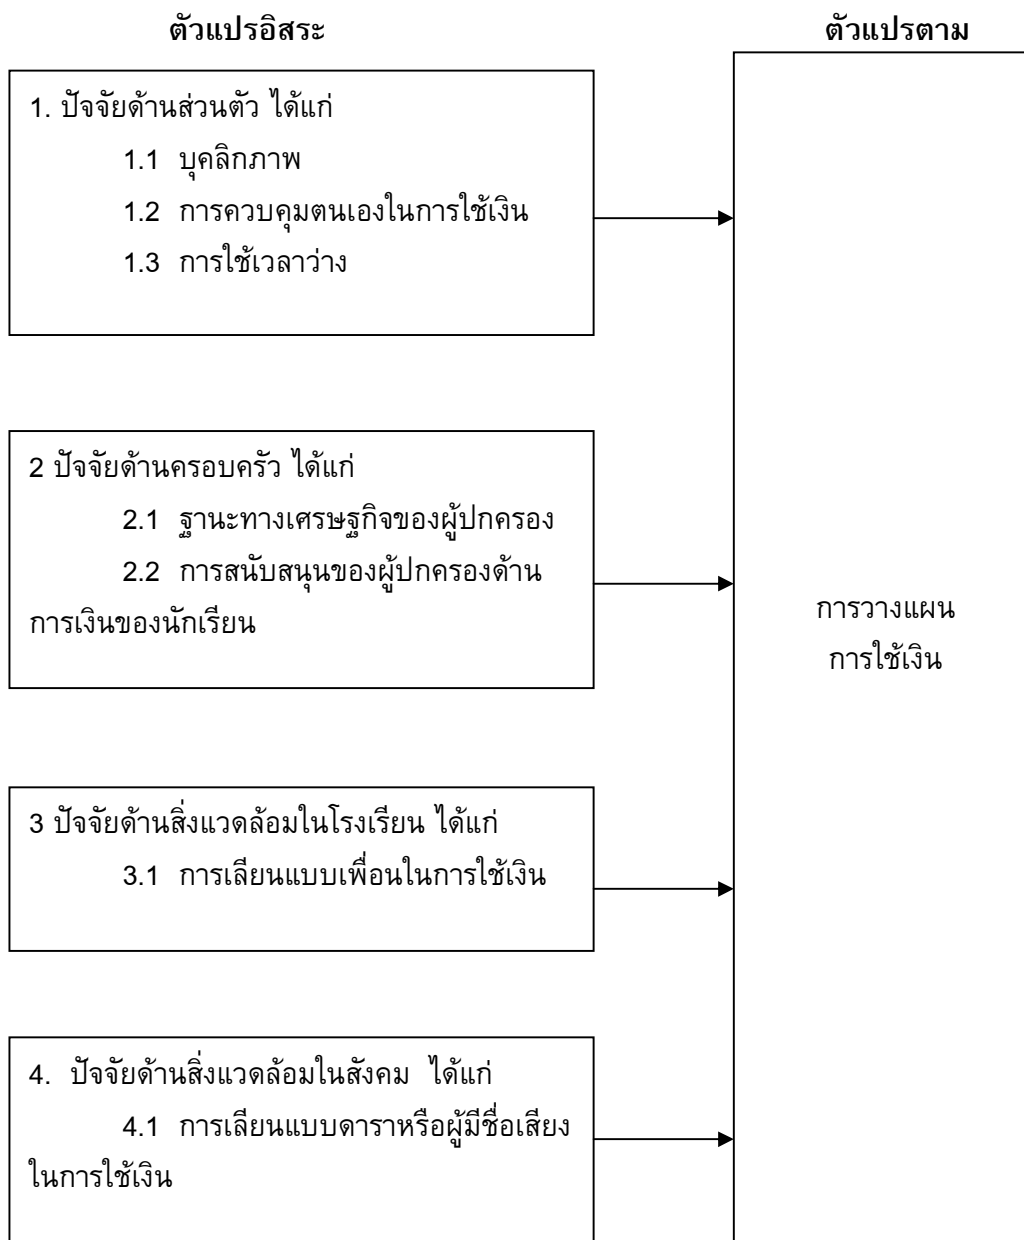 ตัวแปรอิสระ
ตัวแปรตาม
1. ปัจจัยด้านส่วนตัว ได้แก่
1.1 บุคลิกภาพ
1.2 การควบคุมตนเองในการใช้เงิน
1.3 การใช้เวลาว่าง
2 ปัจจัยด้านครอบครัว ได้แก่
2.1 ฐานะทางเศรษฐกิจของผู้ปกครอง
2.2 การสนับสนุนของผู้ปกครองด้าน
การเงินของนักเรียน
3 ปัจจัยด้านสิ่งแวดล้อมในโรงเรียน ได้แก่
3.1 การเลียนแบบเพื่อนในการใช้เงิน
4. ปัจจัยด้านสิ่งแวดล้อมในสังคม ได้แก่
4.1 การเลียนแบบดาราหรือผู้มีชื่อเสียง
ในการใช้เงิน
การวางแผน
การใช้เงิน